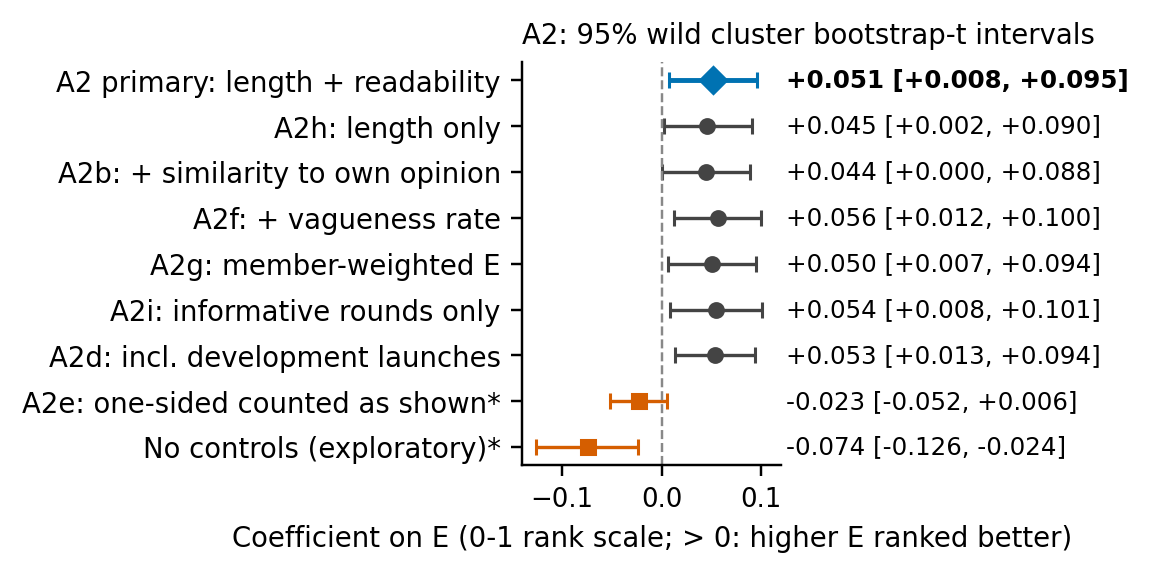 A2: 95% wild cluster bootstrap-t intervals
A2 primary: length + readability +0.051 [+0.008, +0.095]
A2h: length only +0.045 [+0.002, +0.090]
A2b: + similarity to own opinion +0.044 [+0.000, +0.088]
A2f: + vagueness rate +0.056 [+0.012, +0.100]
A2g: member-weighted E +0.050 [+0.007, +0.094]
A2i: informative rounds only +0.054 [+0.008, +0.101]
A2d: incl. development launches +0.053 [+0.013, +0.094]
A2e: one-sided counted as shown* -0.023 [-0.052, +0.006]
No controls (exploratory)* -0.074 [-0.126, -0.024]
−0.1 0.0 0.1
Coefficient on E (0-1 rank scale; > 0: higher E ranked better)